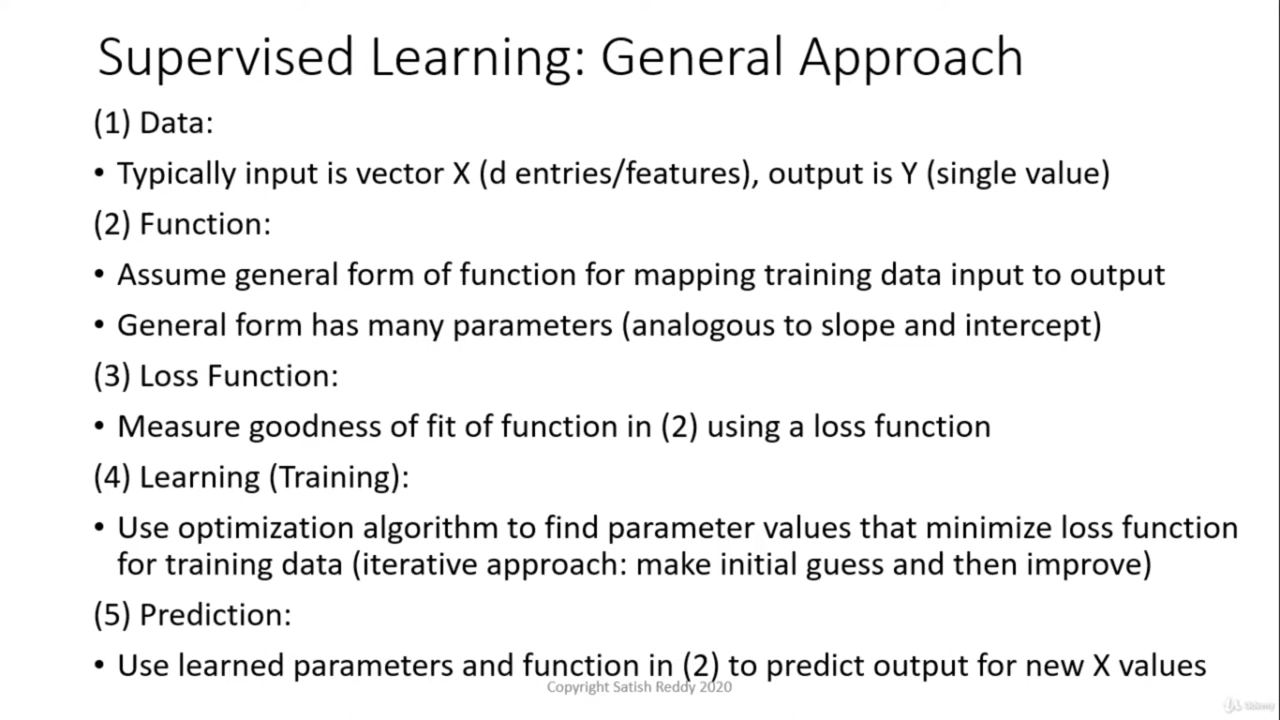 Supervised Learning: General Approach
(1) Data:
• Typically input is vector X (d entries/features), output is Y (single value)
(2) Function:
• Assume general form of function for mapping training data input to output
• General form has many parameters (analogous to slope and intercept)
(3) Loss Function:
• Measure goodness of fit of function in (2) using a loss function
(4) Learning (Training):
• Use optimization algorithm to find parameter values that minimize loss function
for training data (iterative approach: make initial guess and then improve)
(5) Prediction:
• Use learned parameters and function in (2) to predict output for new X values
Copyright Satish Reddy 2020
Udemy